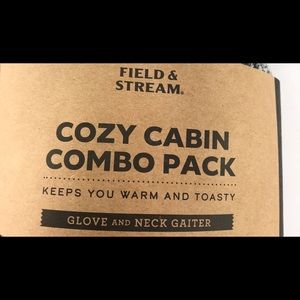 FIELD &
STREAM®
COZY CABIN
COMBO PACK
KEEPS YOU WARM AND TOASTY
GLOVE AND NECK GAITER